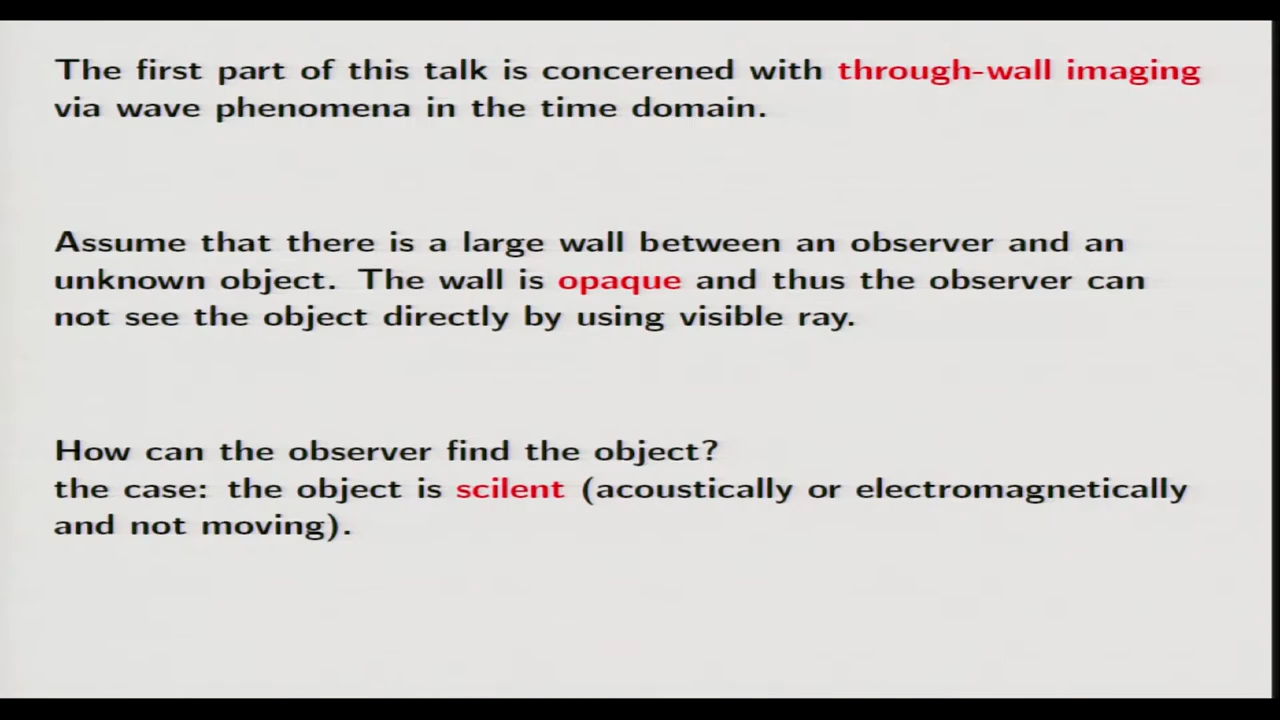 The first part of this talk is concerened with through-wall imaging
via wave phenomena in the time domain.
Assume that there is a large wall between an observer and an
unknown object. The wall is opaque and thus the observer can
not see the object directly by using visible ray.
How can the observer find the object?
the case: the object is scilent (acoustically or electromagnetically
and not moving).